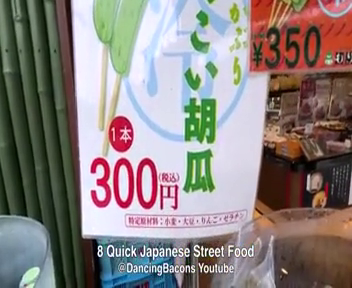 ¥350
かぶり
こい胡瓜
冷
1本
300円
(税込)
特定原材料:小麦・大豆・りんご・ゼラチン
8 Quick Japanese Street Food
@DancingBacons Youtube